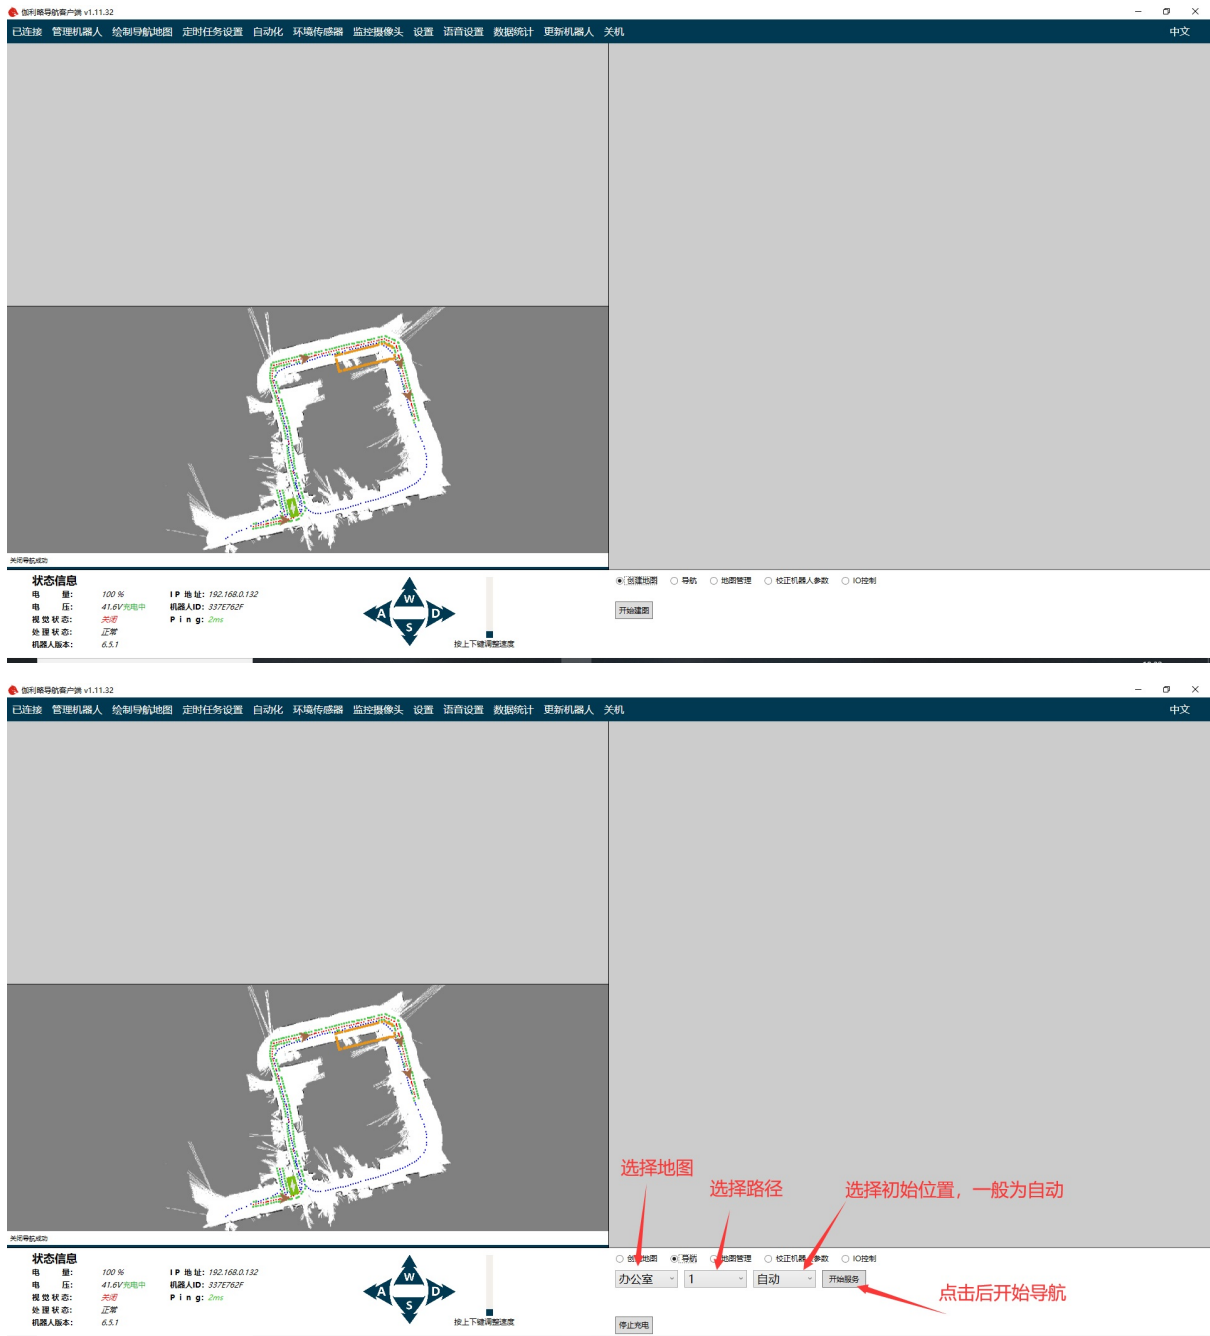 伽利略导航客户端 v1.11.32
已连接 管理机器人 绘制导航地图 定时任务设置 自动化 环境传感器 监控摄像头 设置 语音设置 数据统计 更新机器人 关机 中文
关闭导航成功
状态信息
电 量: 100 % IP 地址: 192.168.0.132
电 压: 41.6V充电中 机器人ID: 337E762F
视觉状态: 关闭 Ping: 2ms
处理状态: 正常
机器人版本: 6.5.1
W
A D
S
按上下键调整速度
创建地图 导航 地图管理 校正机器人参数 IO控制
开始建图
伽利略导航客户端 v1.11.32
已连接 管理机器人 绘制导航地图 定时任务设置 自动化 环境传感器 监控摄像头 设置 语音设置 数据统计 更新机器人 关机 中文
选择地图
选择路径
选择初始位置，一般为自动
关闭导航成功
状态信息
电 量: 100 % IP 地址: 192.168.0.132
电 压: 41.6V充电中 机器人ID: 337E762F
视觉状态: 关闭 Ping: 2ms
处理状态: 正常
机器人版本: 6.5.1
W
A D
S
按上下键调整速度
创建地图 导航 地图管理 校正机器人参数 IO控制
办公室 1 自动 开始服务
点击后开始导航
停止充电